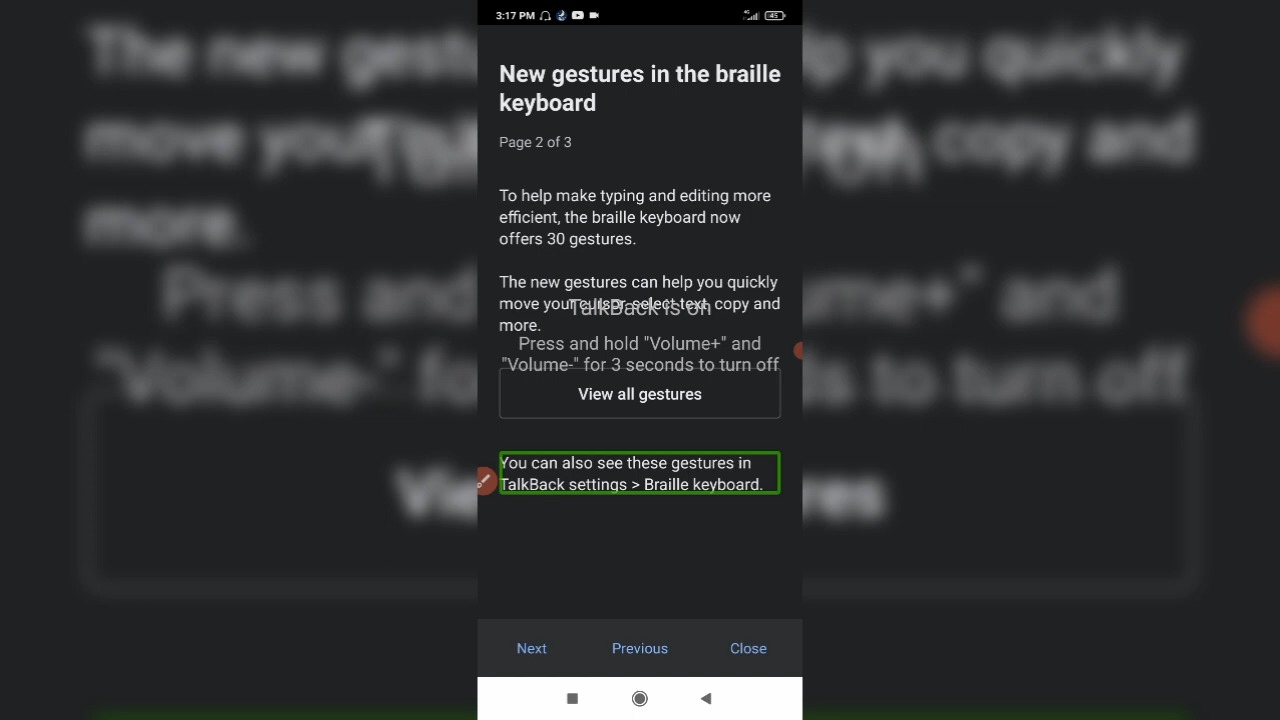 3:17 PM
4G
45
New gestures in the braille
keyboard
Page 2 of 3
To help make typing and editing more
efficient, the braille keyboard now
offers 30 gestures.
The new gestures can help you quickly
move your cursor, select text, copy and
more.
TalkBack is on
Press and hold "Volume+" and
"Volume-" for 3 seconds to turn off
View all gestures
You can also see these gestures in
TalkBack settings > Braille keyboard.
Next Previous Close